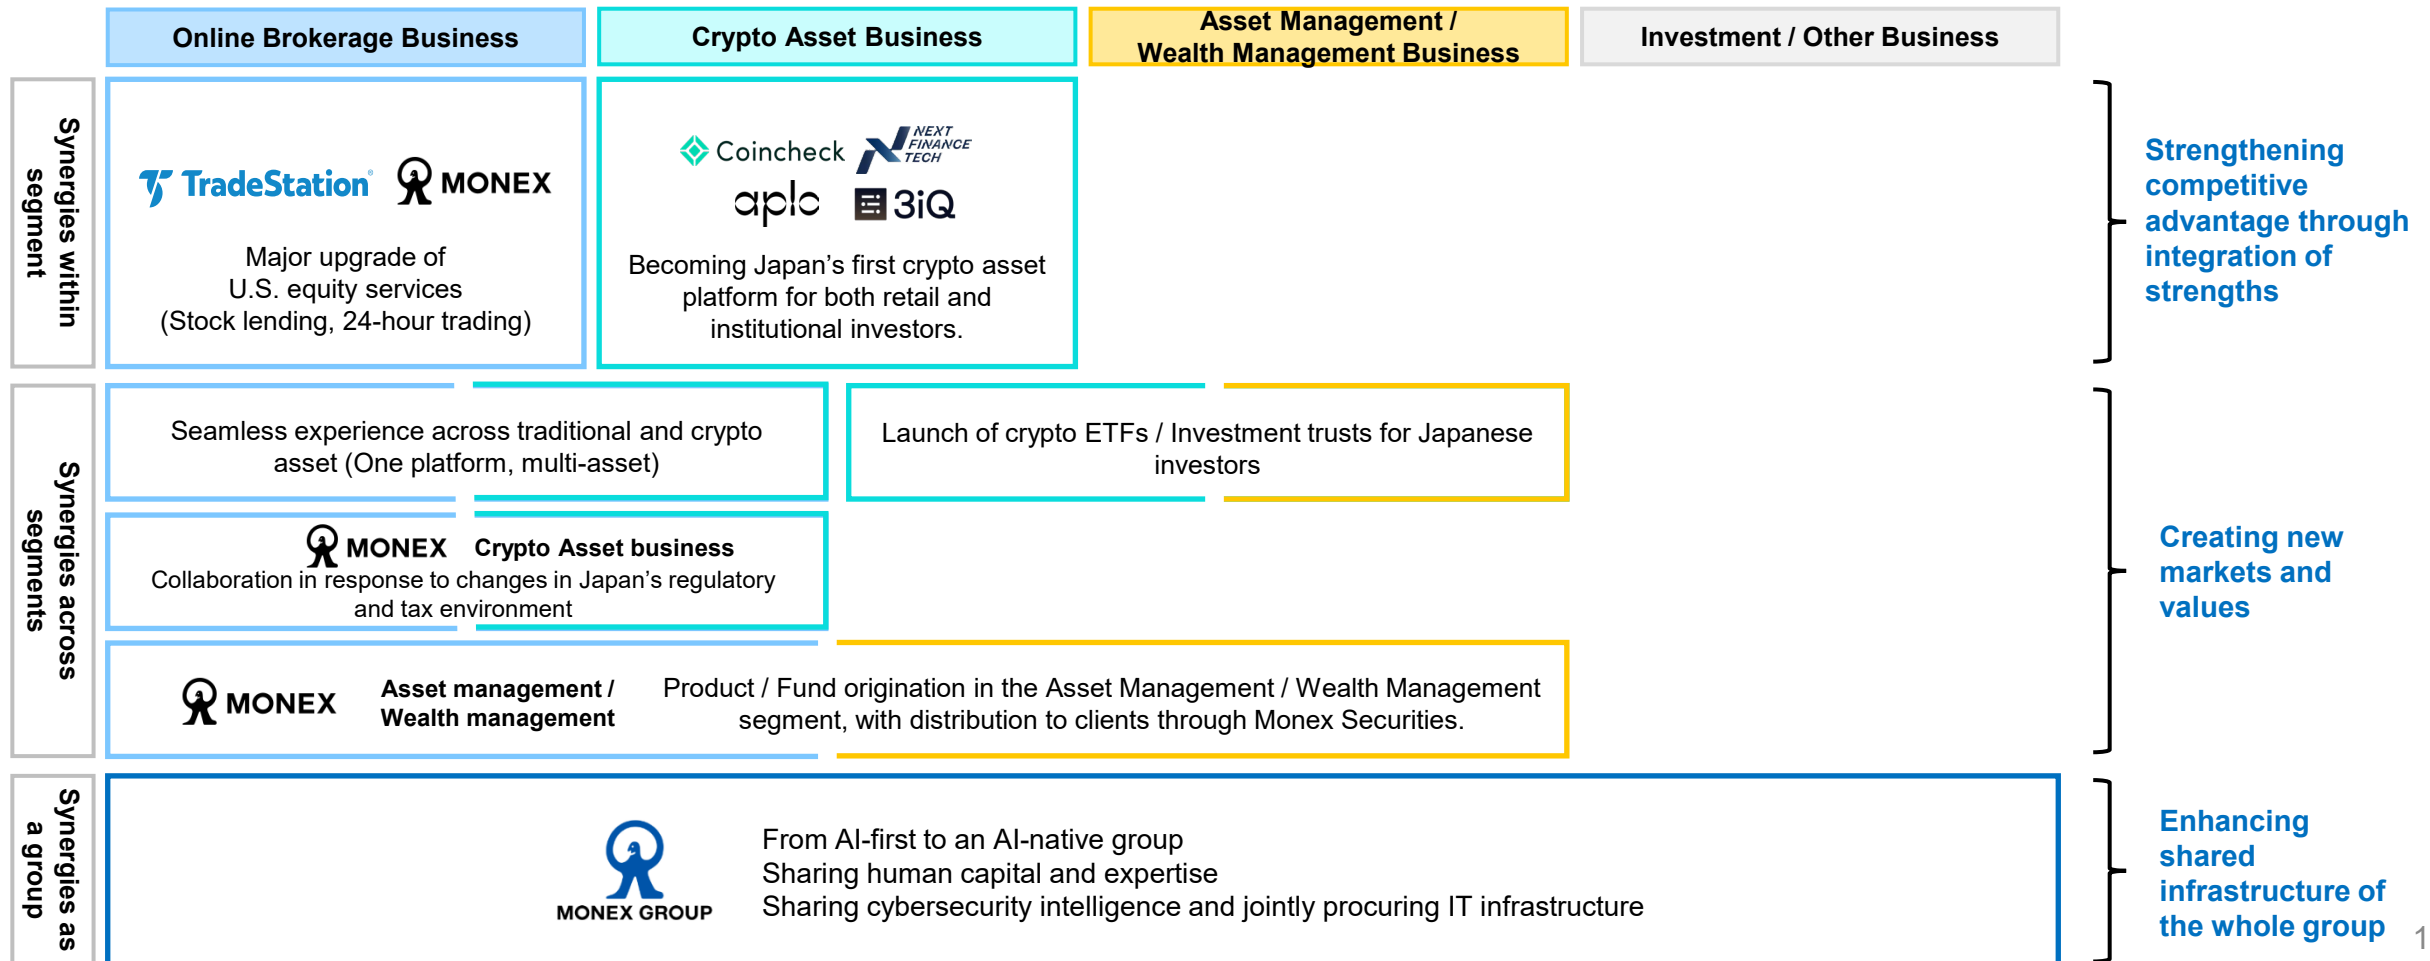 Online Brokerage Business
Crypto Asset Business
Asset Management /
Wealth Management Business
Investment / Other Business
Synergies within
segment
TradeStation®
MONEX
Major upgrade of
U.S. equity services
(Stock lending, 24-hour trading)
Coincheck
NEXT
FINANCE
TECH
aplo
3iQ
Becoming Japan’s first crypto asset
platform for both retail and
institutional investors.
Strengthening
competitive
advantage through
integration of
strengths
Synergies across
segments
Seamless experience across traditional and crypto
asset (One platform, multi-asset)
Launch of crypto ETFs / Investment trusts for Japanese
investors
MONEX Crypto Asset business
Collaboration in response to changes in Japan’s regulatory
and tax environment
MONEX
Asset management /
Wealth management
Product / Fund origination in the Asset Management / Wealth Management
segment, with distribution to clients through Monex Securities.
Creating new
markets and
values
Synergies as
a group
MONEX GROUP
From AI-first to an AI-native group
Sharing human capital and expertise
Sharing cybersecurity intelligence and jointly procuring IT infrastructure
Enhancing
shared
infrastructure of
the whole group
1